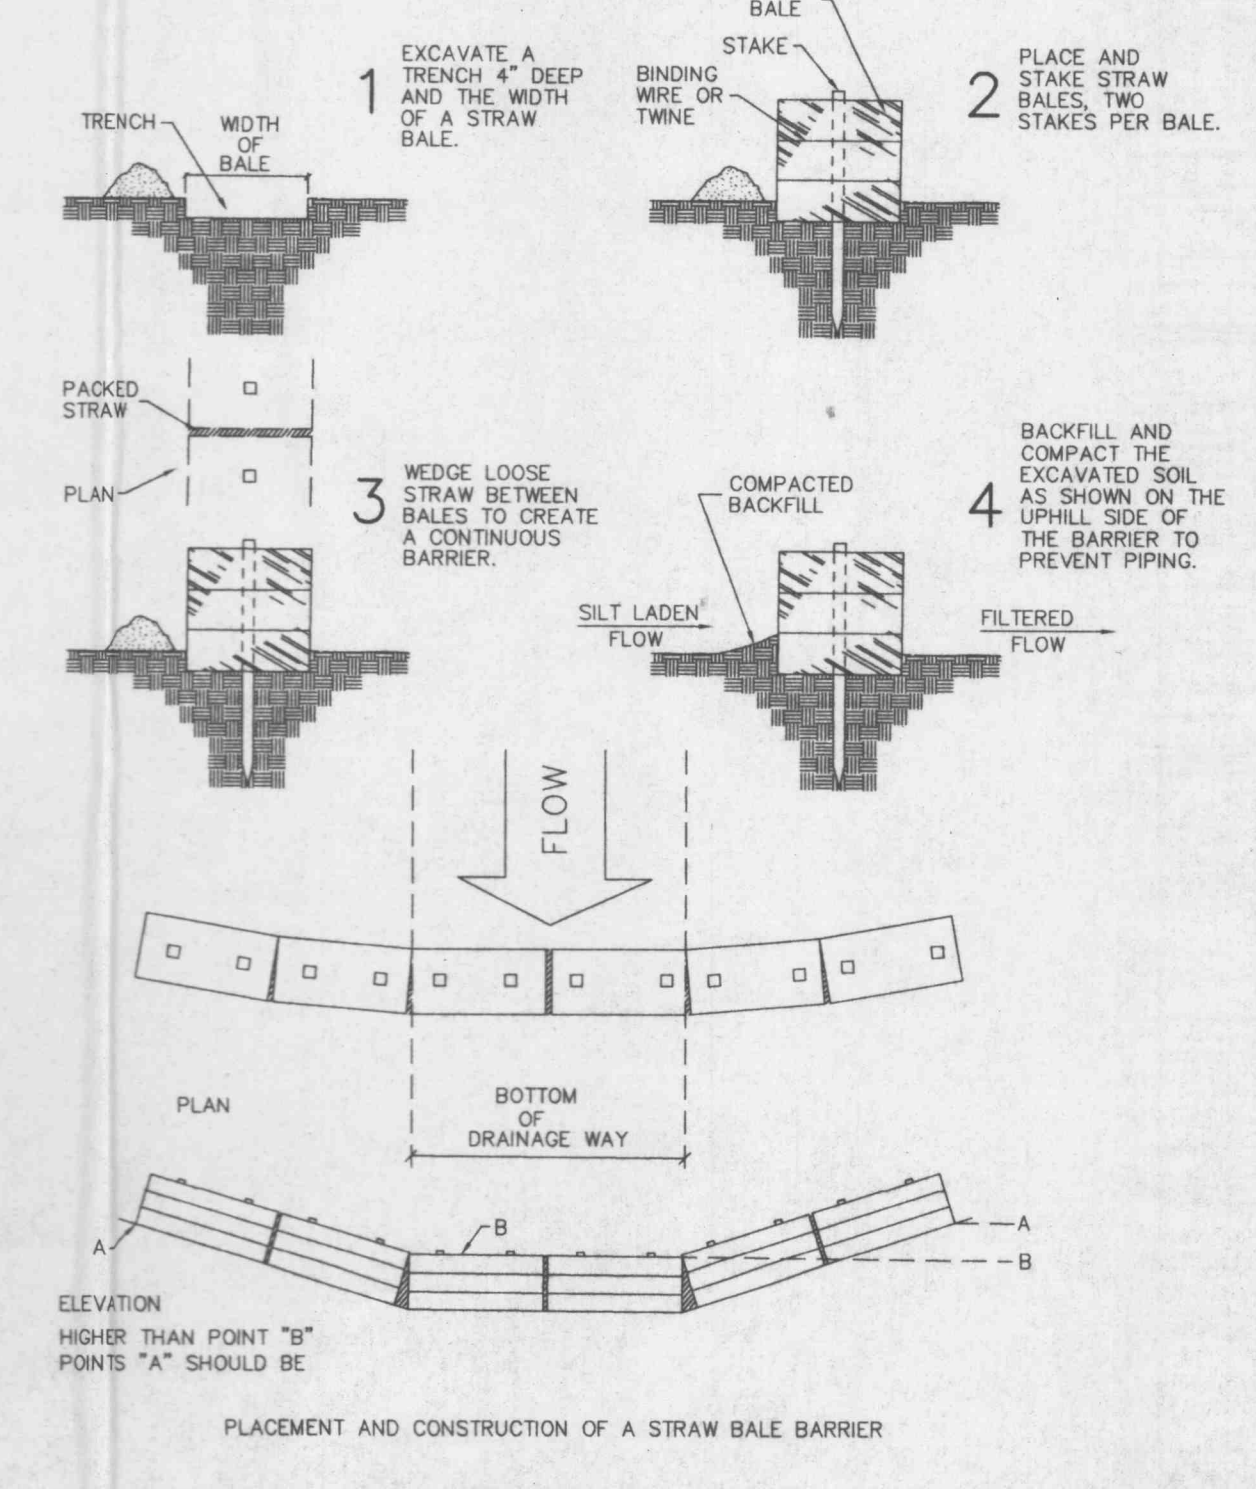 1
EXCAVATE A
TRENCH 4" DEEP
AND THE WIDTH
OF A STRAW
BALE.
TRENCH
WIDTH
OF
BALE
BALE
STAKE
BINDING
WIRE OR
TWINE
2
PLACE AND
STAKE STRAW
BALES, TWO
STAKES PER BALE.
PACKED
STRAW
PLAN
3
WEDGE LOOSE
STRAW BETWEEN
BALES TO CREATE
A CONTINUOUS
BARRIER.
COMPACTED
BACKFILL
4
BACKFILL AND
COMPACT THE
EXCAVATED SOIL
AS SHOWN ON THE
UPHILL SIDE OF
THE BARRIER TO
PREVENT PIPING.
SILT LADEN
FLOW
FILTERED
FLOW
FLOW
PLAN
BOTTOM
OF
DRAINAGE WAY
A
B
A
B
ELEVATION
HIGHER THAN POINT "B"
POINTS "A" SHOULD BE
PLACEMENT AND CONSTRUCTION OF A STRAW BALE BARRIER